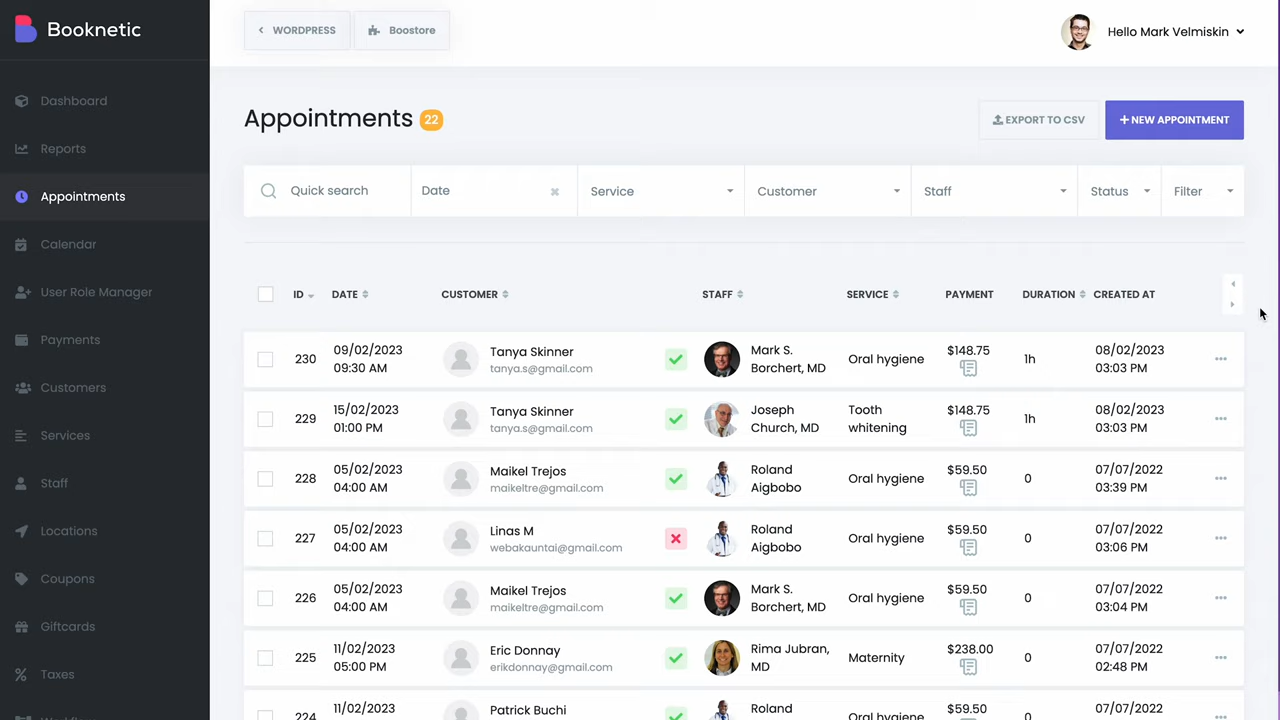 Booknetic
WORDPRESS
Boostore
Hello Mark Velmiskin
Dashboard
Reports
Appointments
Calendar
User Role Manager
Payments
Customers
Services
Staff
Locations
Coupons
Giftcards
Taxes
Appointments 22
EXPORT TO CSV
+ NEW APPOINTMENT
Quick search
Date
Service
Customer
Staff
Status
Filter
ID DATE CUSTOMER STAFF SERVICE PAYMENT DURATION CREATED AT
230 09/02/2023 09:30 AM Tanya Skinner tanya.s@gmail.com Mark S. Borchert, MD Oral hygiene $148.75 1h 08/02/2023 03:03 PM
229 15/02/2023 01:00 PM Tanya Skinner tanya.s@gmail.com Joseph Church, MD Tooth whitening $148.75 1h 08/02/2023 03:03 PM
228 05/02/2023 04:00 AM Maikel Trejos maikeltre@gmail.com Roland Aigbobo Oral hygiene $59.50 0 07/07/2022 03:39 PM
227 05/02/2023 04:00 AM Linas M webakauntai@gmail.com Roland Aigbobo Oral hygiene $59.50 0 07/07/2022 03:06 PM
226 05/02/2023 04:00 AM Maikel Trejos maikeltre@gmail.com Mark S. Borchert, MD Oral hygiene $59.50 0 07/07/2022 03:04 PM
225 11/02/2023 05:00 PM Eric Donnay erikdonnay@gmail.com Rima Jubran, MD Maternity $238.00 0 07/07/2022 02:48 PM
224 11/02/2023 Patrick Buchi Roland Oral hygiene $59.50 0 07/07/2022